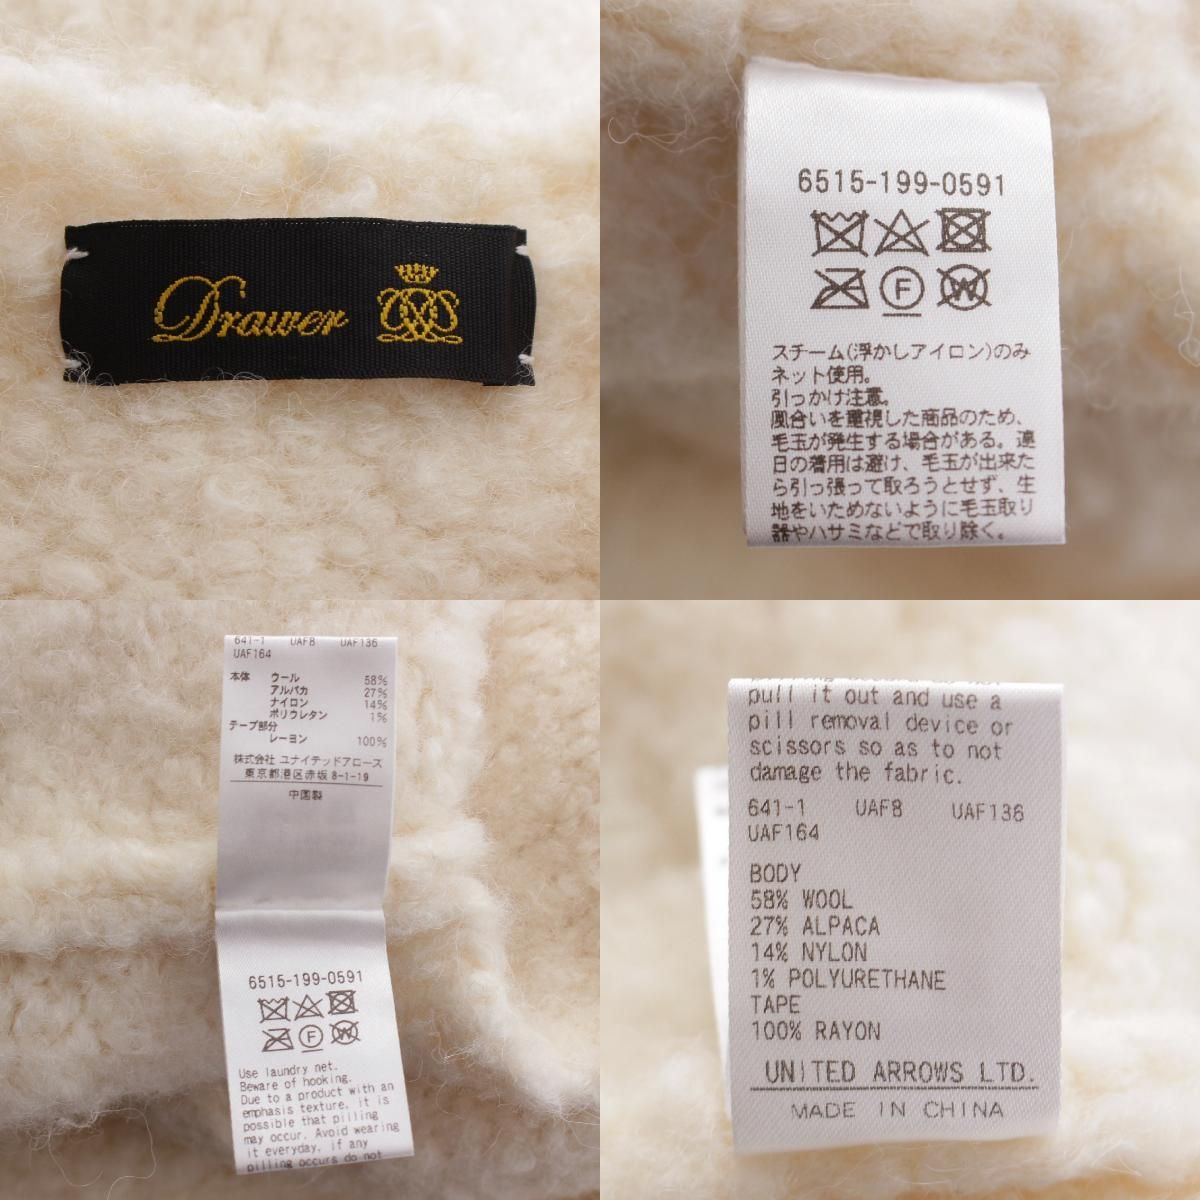 Drawer
6515-199-0591
F
W
スチーム(浮かしアイロン)のみ
ネット使用。
引っかけ注意。
風合いを重視した商品のため、
毛玉が発生する場合がある。連
日の着用は避け、毛玉が出来た
ら引っ張って取ろうとせず、生
地をいためないように毛玉取り
器やハサミなどで取り除く。
641-1 UAF8 UAF136
UAF164
本体 ウール 58%
アルパカ 27%
ナイロン 14%
ポリウレタン 1%
テープ部分
レーヨン 100%
株式会社 ユナイテッドアローズ
東京都港区赤坂 8-1-19
中国製
6515-199-0591
F
W
Use laundry net.
Beware of hooking.
Due to a product with an
emphasis texture, it is
possible that pilling
may occur. Avoid wearing
it everyday, if any
pilling occurs do not
pull it out and use a
pill removal device or
scissors so as to not
damage the fabric.
641-1 UAF8 UAF136
UAF164
BODY
58% WOOL
27% ALPACA
14% NYLON
1% POLYURETHANE
TAPE
100% RAYON
UNITED ARROWS LTD.
MADE IN CHINA